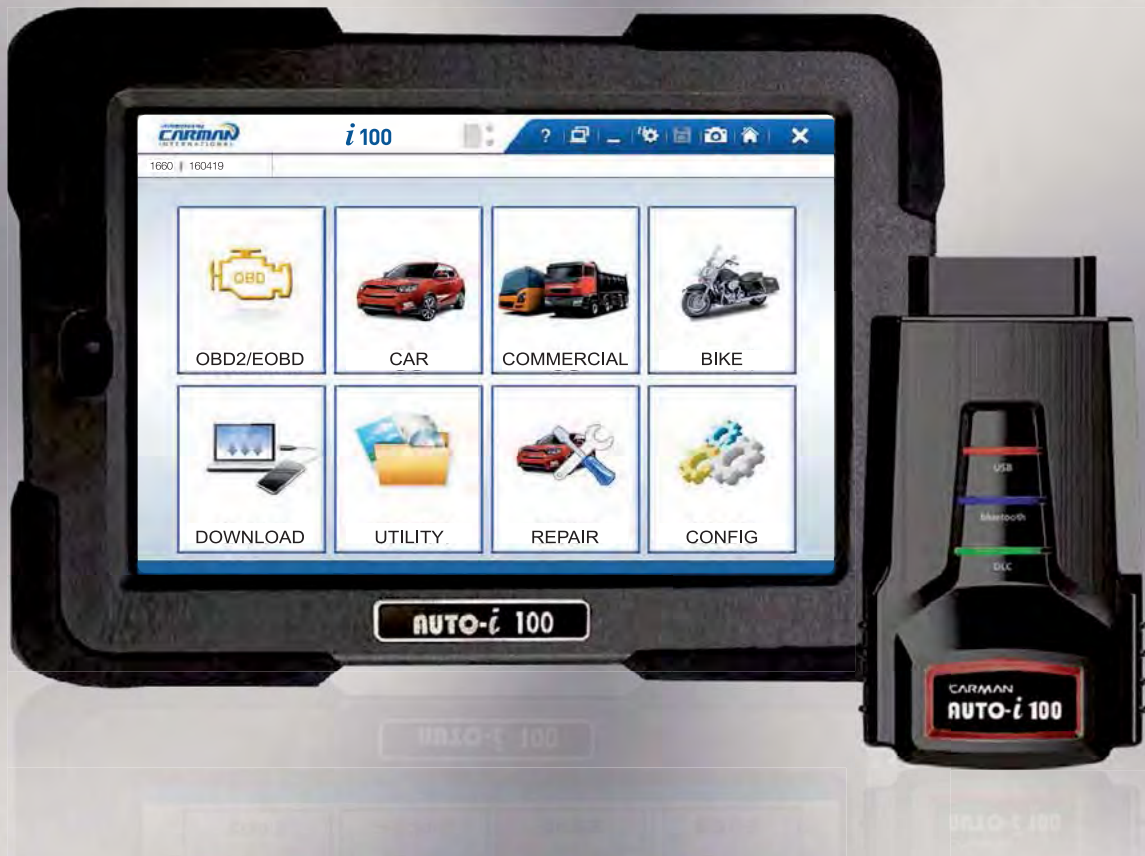 CARMAN
INTERNATIONAL
i 100
?
1660 160419
OBD
OBD2/EOBD
CAR
COMMERCIAL
BIKE
DOWNLOAD
UTILITY
REPAIR
CONFIG
AUTO-i 100
USB
bluetooth
DLC
CARMAN
AUTO-i 100